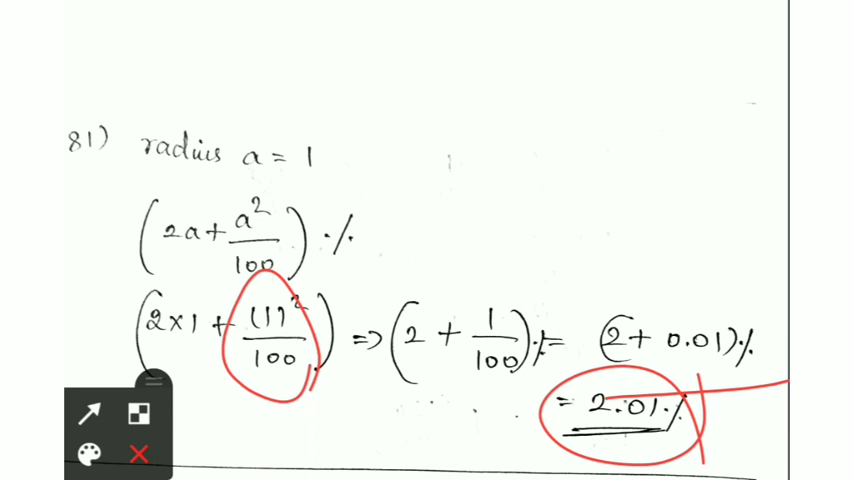 81) radius a = 1
(2a + a²/100) ./.
(2×1 + (1)²/100) => (2 + 1/100)./. = (2 + 0.01)./.
= 2.01./.